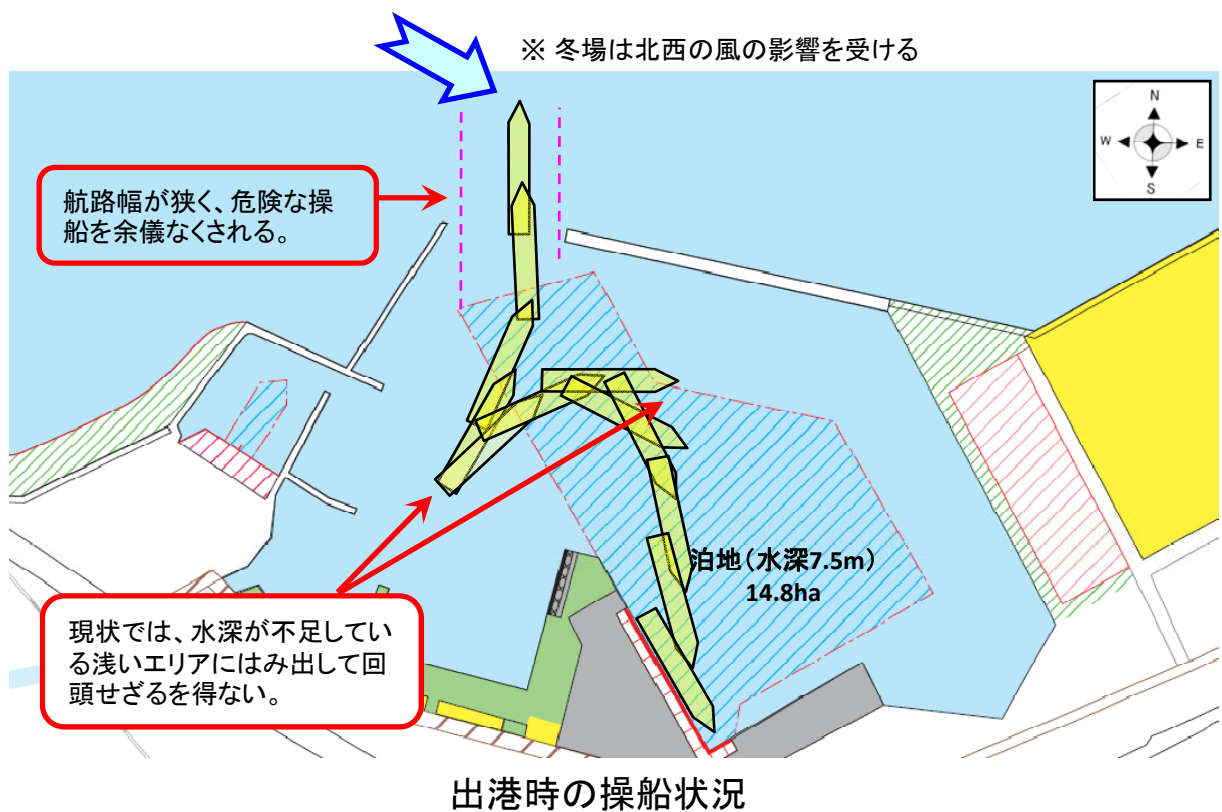 ※ 冬場は北西の風の影響を受ける
N
W
E
S
航路幅が狭く、危険な操
船を余儀なくされる。
泊地(水深7.5m)
14.8ha
現状では、水深が不足してい
る浅いエリアにはみ出して回
頭せざるを得ない。
出港時の操船状況